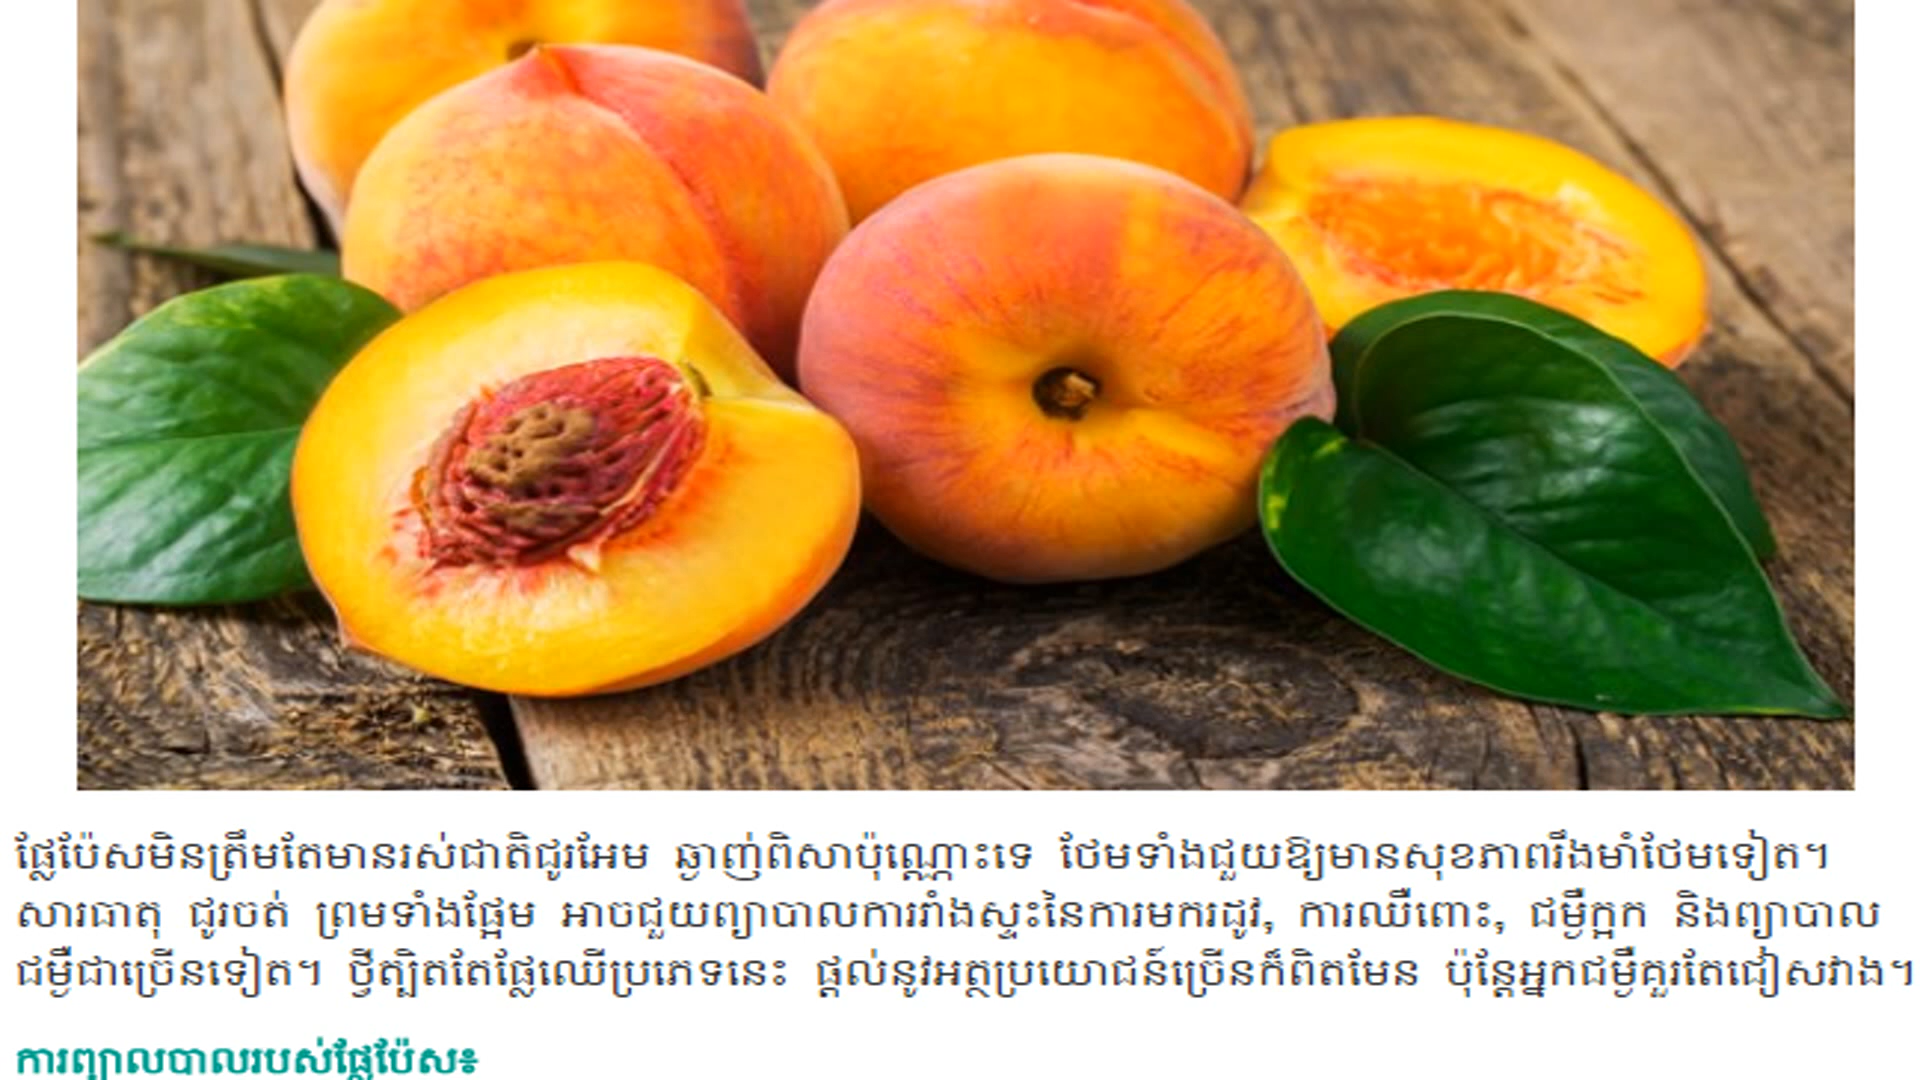 ផ្លែប៉ែសមិនត្រឹមតែមានរស់ជាតិជូរអែម ឆ្ងាញ់ពិសាប៉ុណ្ណោះទេ ថែមទាំងជួយឱ្យមានសុខភាពរឹងមាំថែមទៀត។
សារធាតុ ជូរចត់ ព្រមទាំងផ្អែម អាចជួយព្យាបាលការរាំងស្ទះនៃការមករដូវ, ការឈឺពោះ, ជម្ងឺក្អក និងព្យាបាល
ជម្ងឺជាច្រើនទៀត។ ថ្វីត្បិតតែផ្លែឈើប្រភេទនេះ ផ្តល់នូវអត្ថប្រយោជន៍ច្រើនក៏ពិតមែន ប៉ុន្តែអ្នកជម្ងឺគួរតែជៀសវាង។
ការព្យាលបាលរបស់ផ្លែប៉ែស៖